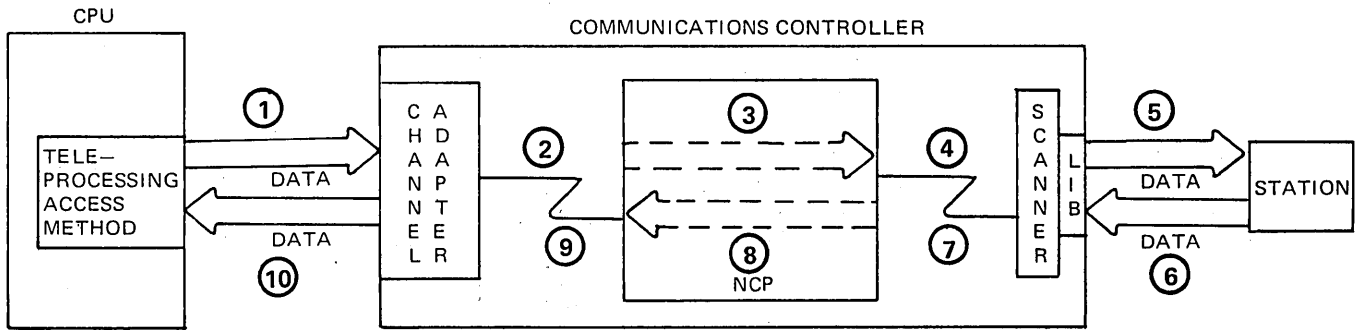 CPU
COMMUNICATIONS CONTROLLER
TELE—
PROCESSING
ACCESS
METHOD
1
DATA
DATA
10
CHANNEL
ADAPTER
2
9
3
8
NCP
4
7
SCANNER
LIB
5
DATA
DATA
6
STATION